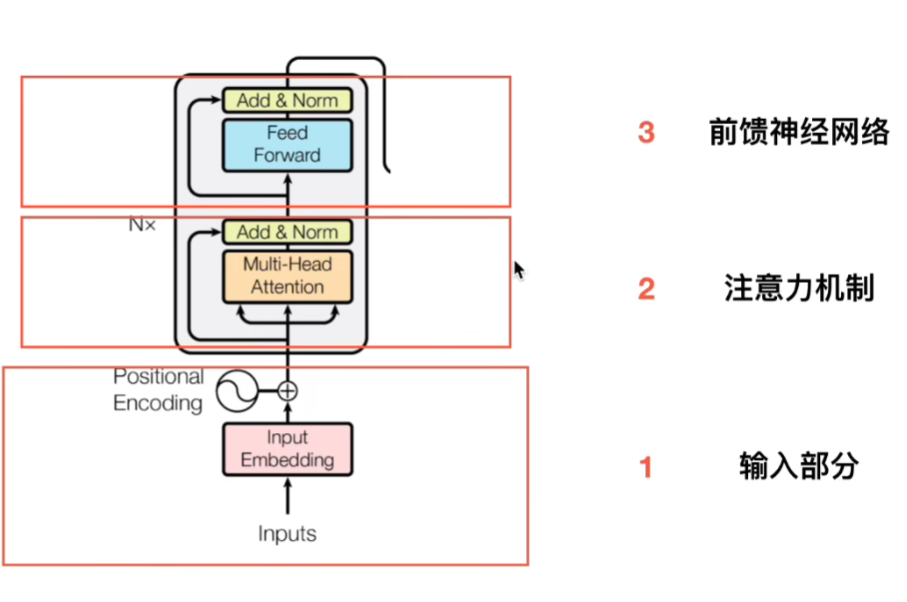 Add & Norm
Feed
Forward
3 前馈神经网络
N×
Add & Norm
Multi-Head
Attention
2 注意力机制
Positional
Encoding
Input
Embedding
1 输入部分
Inputs